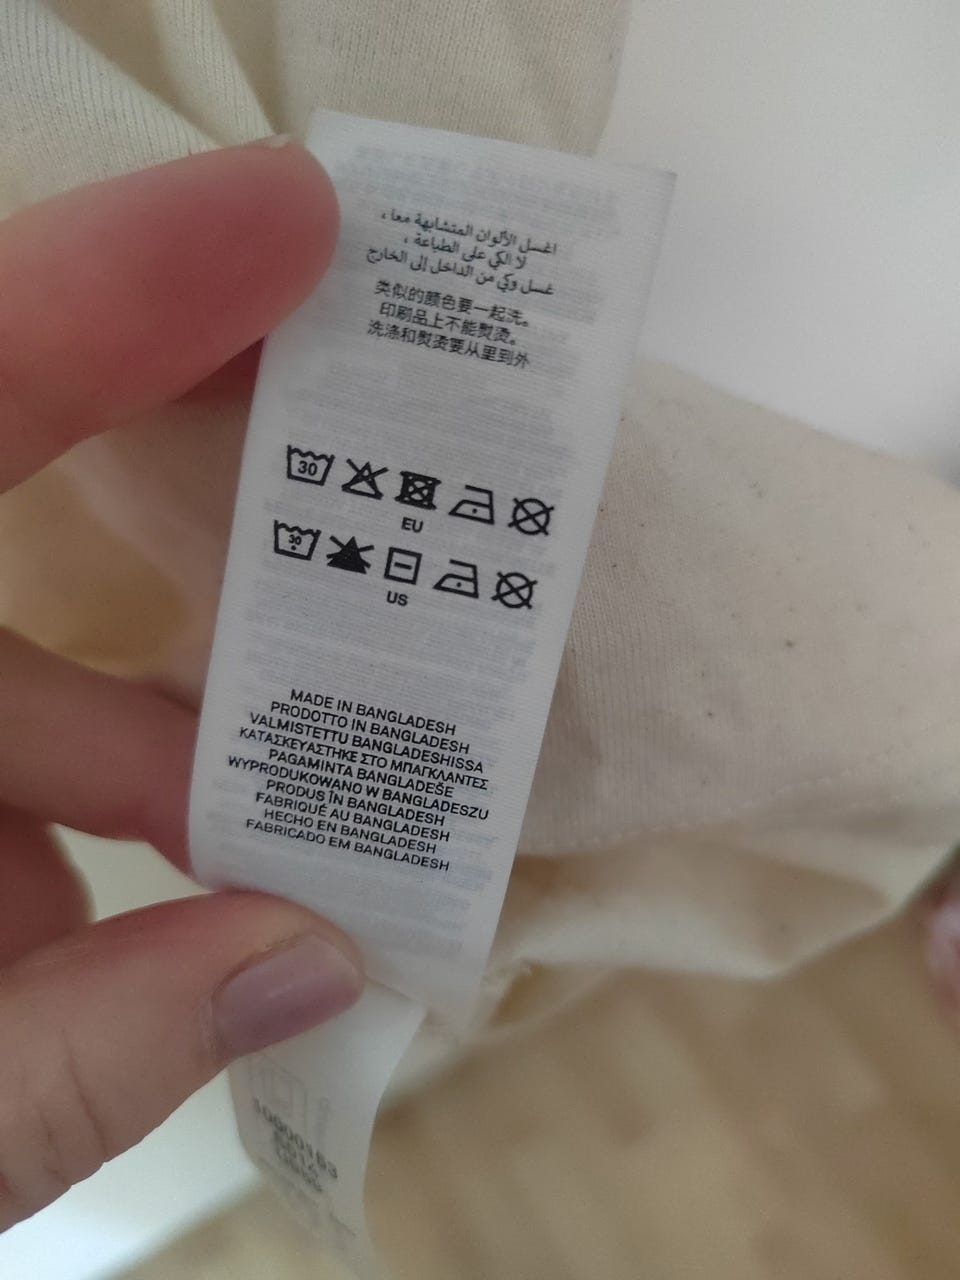 اغسل الألوان المتشابهة معا ،
لا الكي على الطباعة ،
غسل وكي من الداخل إلى الخارج
类似的颜色要一起洗。
印刷品上不能熨烫。
洗涤和熨烫要从里到外
30
EU
30
US
MADE IN BANGLADESH
PRODOTTO IN BANGLADESH
VALMISTETTU BANGLADESHISSA
ΚΑΤΑΣΚΕΥΑΣΤΗΚΕ ΣΤΟ ΜΠΑΓΚΛΑΝΤΕΣ
PAGAMINTA BANGLADEŠE
WYPRODUKOWANO W BANGLADESZU
PRODUS ÎN BANGLADESH
FABRIQUÉ AU BANGLADESH
HECHO EN BANGLADESH
FABRICADO EM BANGLADESH